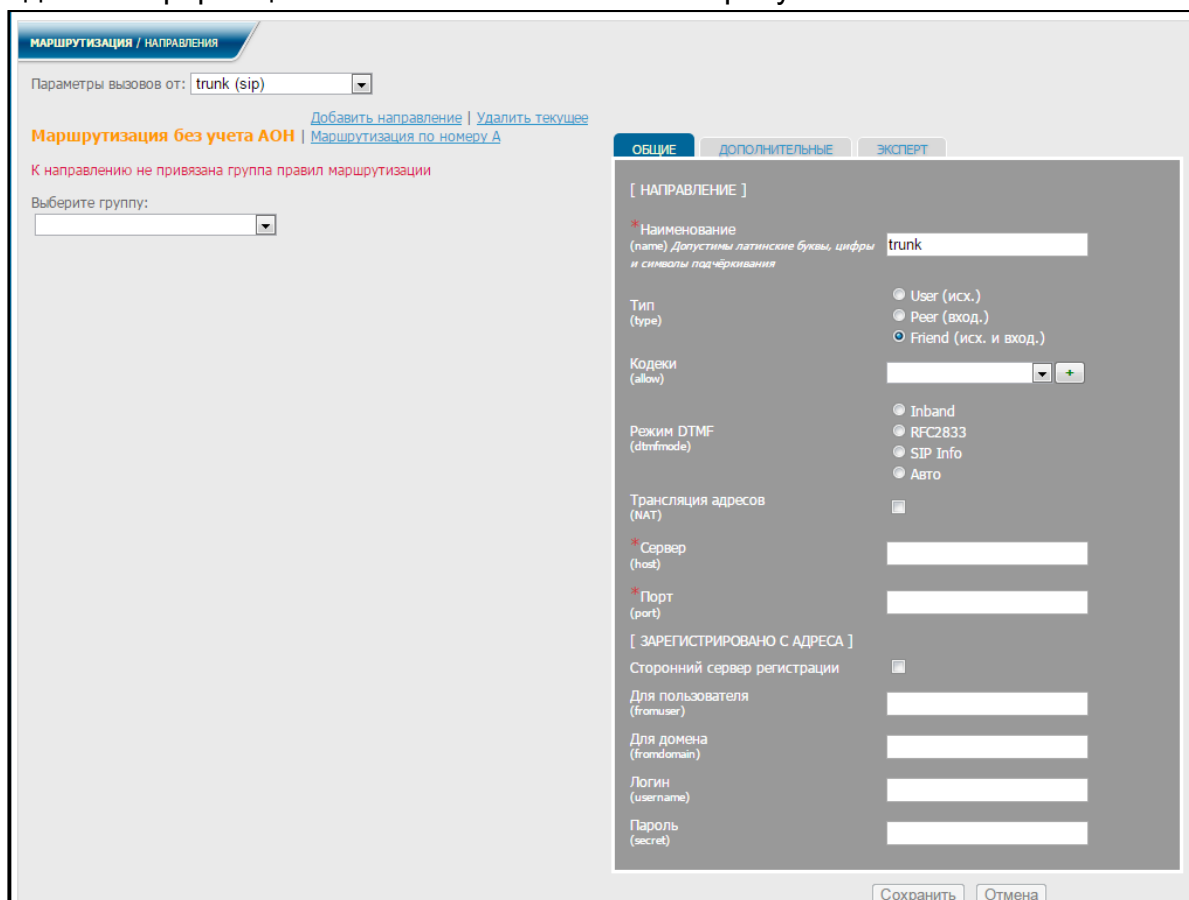 МАРШРУТИЗАЦИЯ / НАПРАВЛЕНИЯ
Параметры вызовов от: trunk (sip)
Добавить направление | Удалить текущее
Маршрутизация без учета АОН | Маршрутизация по номеру А
К направлению не привязана группа правил маршрутизации
Выберите группу:
ОБЩИЕ ДОПОЛНИТЕЛЬНЫЕ ЭКСПЕРТ
[ НАПРАВЛЕНИЕ ]
*Наименование
(name) Допустимы латинские буквы, цифры
и символы подчёркивания
trunk
Тип
(type)
User (исх.)
Peer (вход.)
Friend (исх. и вход.)
Кодеки
(allow)
+
Режим DTMF
(dtmfmode)
Inband
RFC2833
SIP Info
Авто
Трансляция адресов
(NAT)
*Сервер
(host)
*Порт
(port)
[ ЗАРЕГИСТРИРОВАНО С АДРЕСА ]
Сторонний сервер регистрации
Для пользователя
(fromuser)
Для домена
(fromdomain)
Логин
(username)
Пароль
(secret)
Сохранить Отмена